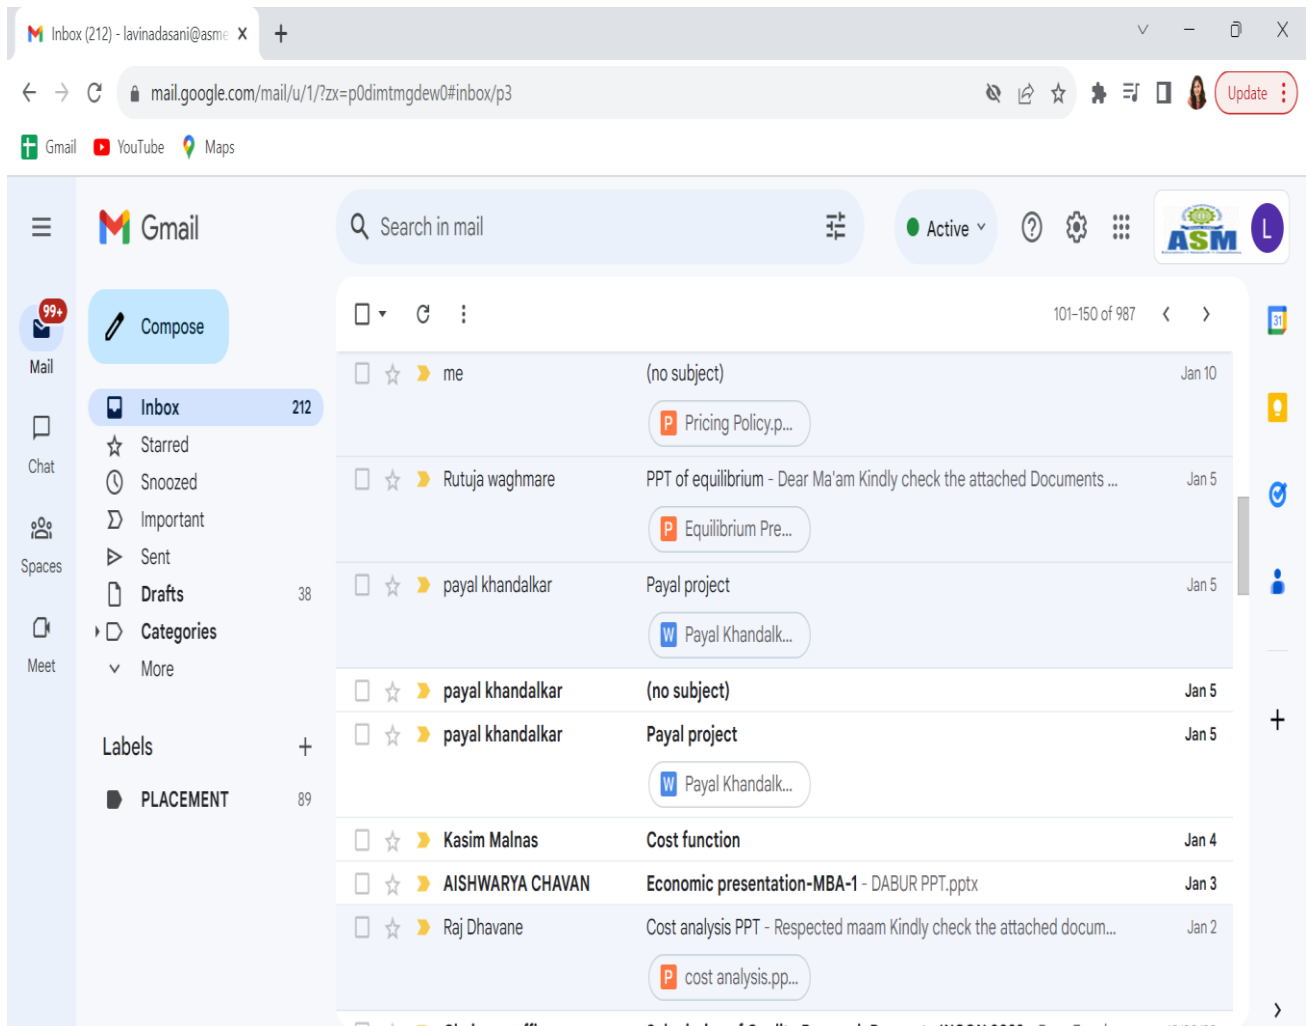 Inbox (212) - lavinadasani@asme
mail.google.com/mail/u/1/?zx=p0dimtmgdew0#inbox/p3
Update
Gmail YouTube Maps
Gmail
Search in mail
Active
ASM
L
99+
Mail
Chat
Spaces
Meet
Compose
Inbox 212
Starred
Snoozed
Important
Sent
Drafts 38
Categories
More
Labels +
PLACEMENT 89
101-150 of 987
me (no subject) Jan 10
P Pricing Policy.p...
Rutuja waghmare PPT of equilibrium - Dear Ma'am Kindly check the attached Documents ... Jan 5
P Equilibrium Pre...
payal khandalkar Payal project Jan 5
W Payal Khandalk...
payal khandalkar (no subject) Jan 5
payal khandalkar Payal project Jan 5
W Payal Khandalk...
Kasim Malnas Cost function Jan 4
AISHWARYA CHAVAN Economic presentation-MBA-1 - DABUR PPT.pptx Jan 3
Raj Dhavane Cost analysis PPT - Respected maam Kindly check the attached docum... Jan 2
P cost analysis.pp...
31